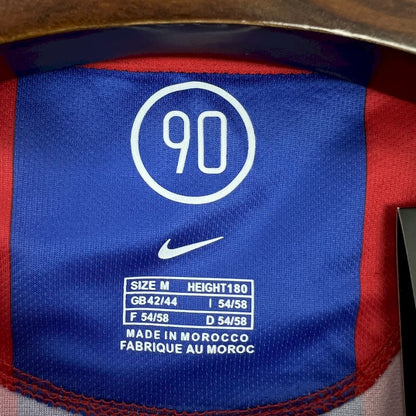 90
SIZE M HEIGHT180
GB42/44 I 54/58
F 54/58 D 54/58
MADE IN MOROCCO
FABRIQUE AU MAROC